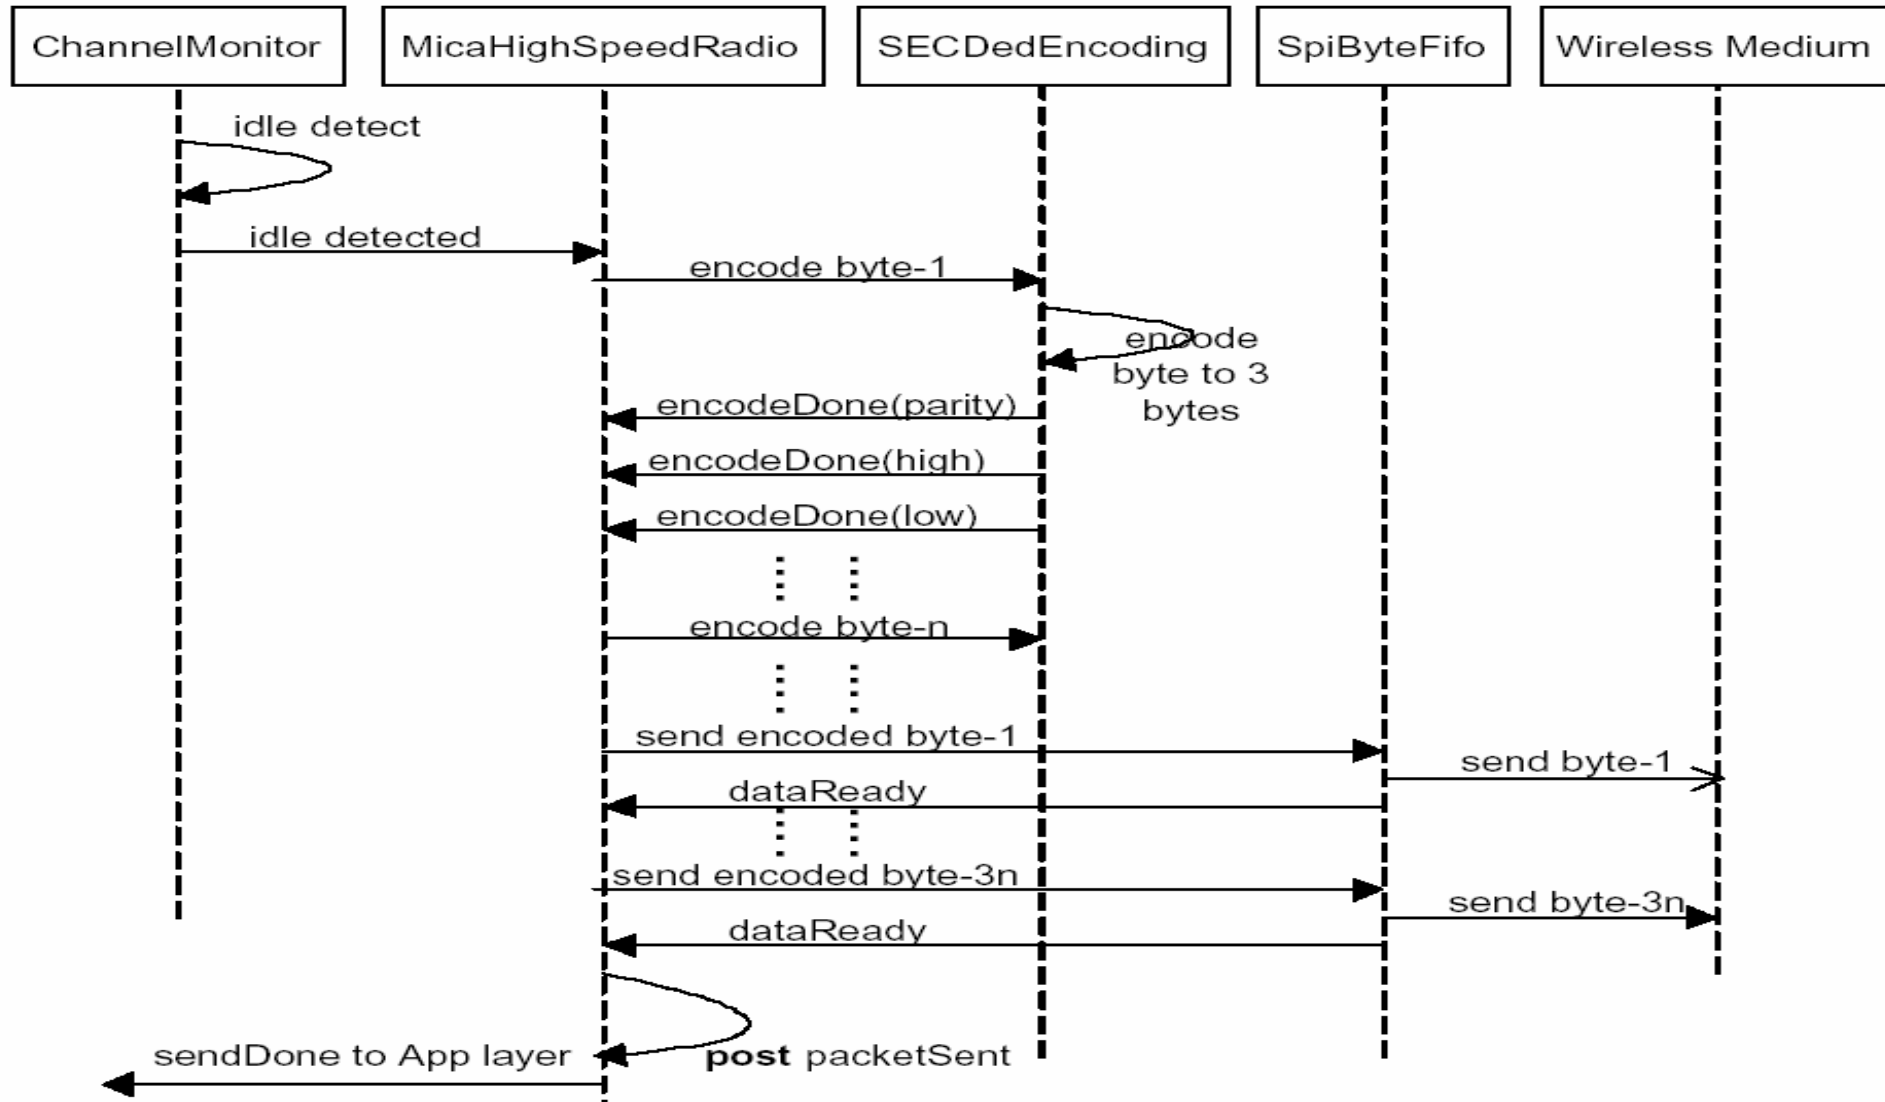 ChannelMonitor
MicaHighSpeedRadio
SECDedEncoding
SpiByteFifo
Wireless Medium
idle detect
idle detected
encode byte-1
encode
byte to 3
bytes
encodeDone(parity)
encodeDone(high)
encodeDone(low)
encode byte-n
send encoded byte-1
send byte-1
dataReady
send encoded byte-3n
send byte-3n
dataReady
sendDone to App layer
post packetSent